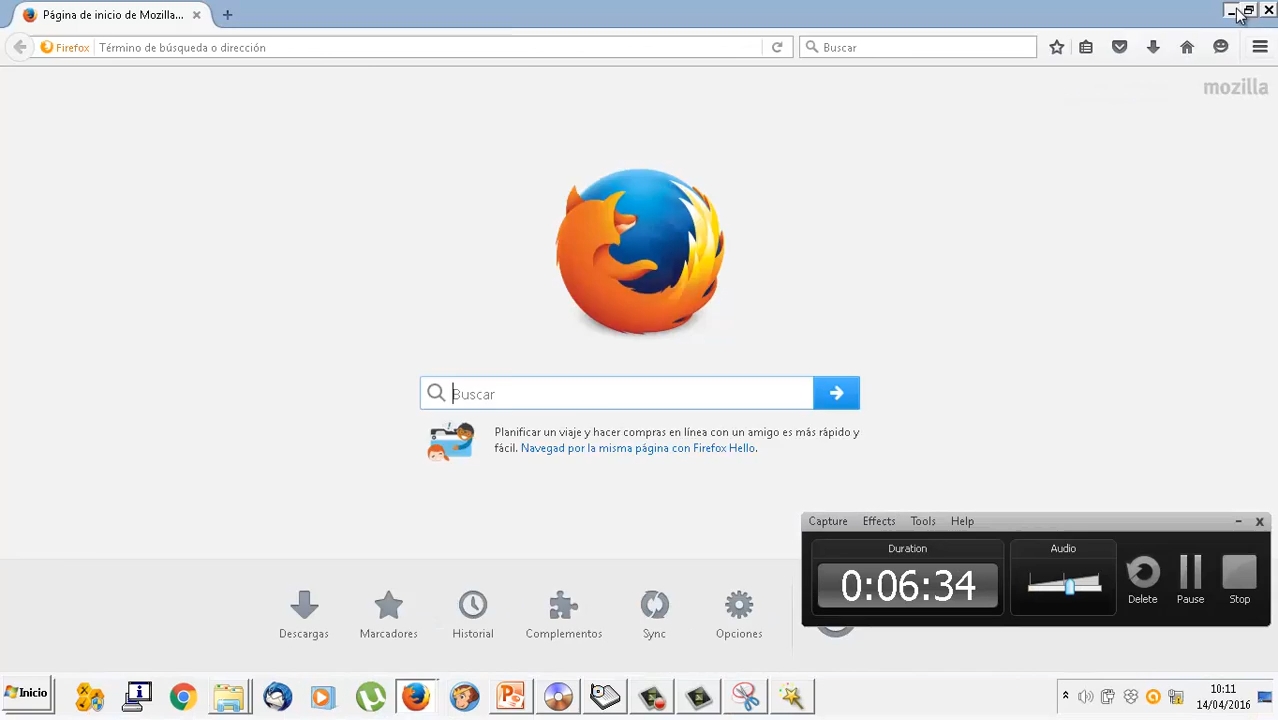 Página de inicio de Mozilla...
Firefox Término de búsqueda o dirección
Buscar
mozilla
Buscar
Planificar un viaje y hacer compras en línea con un amigo es más rápido y
fácil. Navegad por la misma página con Firefox Hello.
Capture Effects Tools Help
Duration
Audio
0:06:34
Delete Pause Stop
Descargas Marcadores Historial Complementos Sync Opciones
Inicio
10:11
14/04/2016